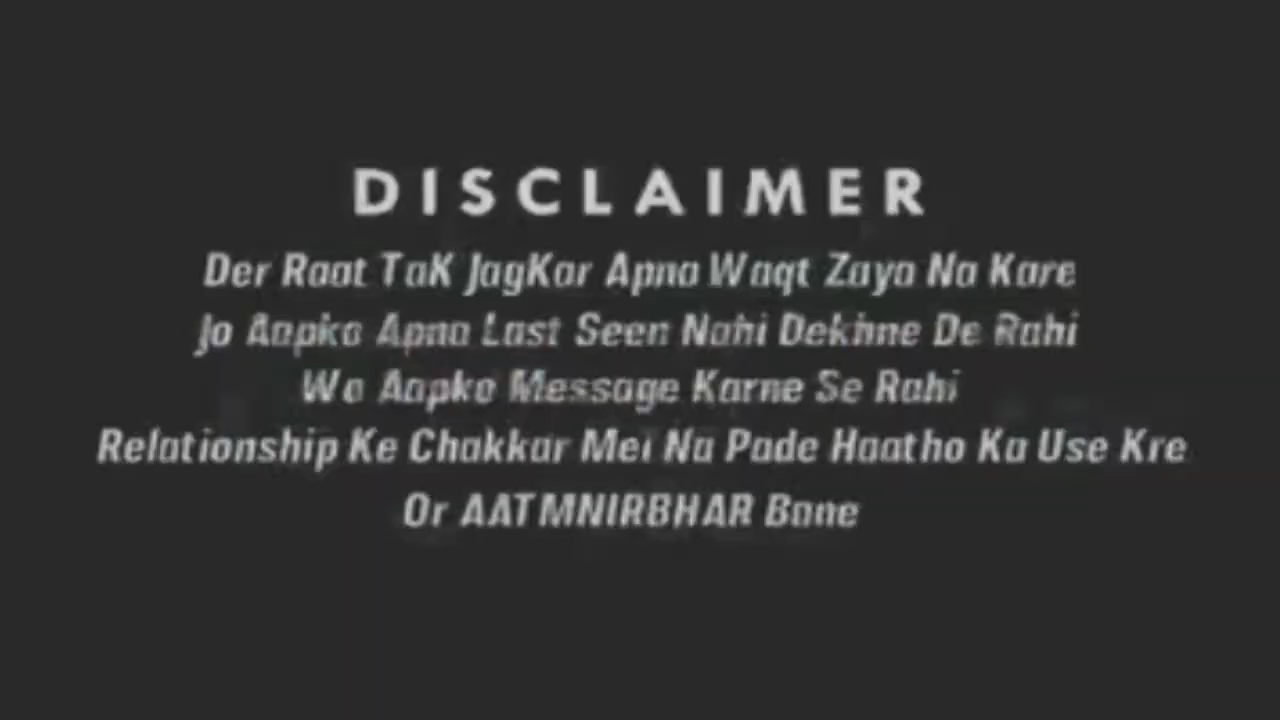 DISCLAIMER
Der Raat TaK JagKar Apna Waqt Zaya Na Kare
Jo Aapko Apna Last Seen Nahi Dekhne De Rahi
Wo Aapko Message Karne Se Rahi
Relationship Ke Chakkar Mei Na Pade Haatho Ka Use Kre
Or AATMNIRBHAR Bane